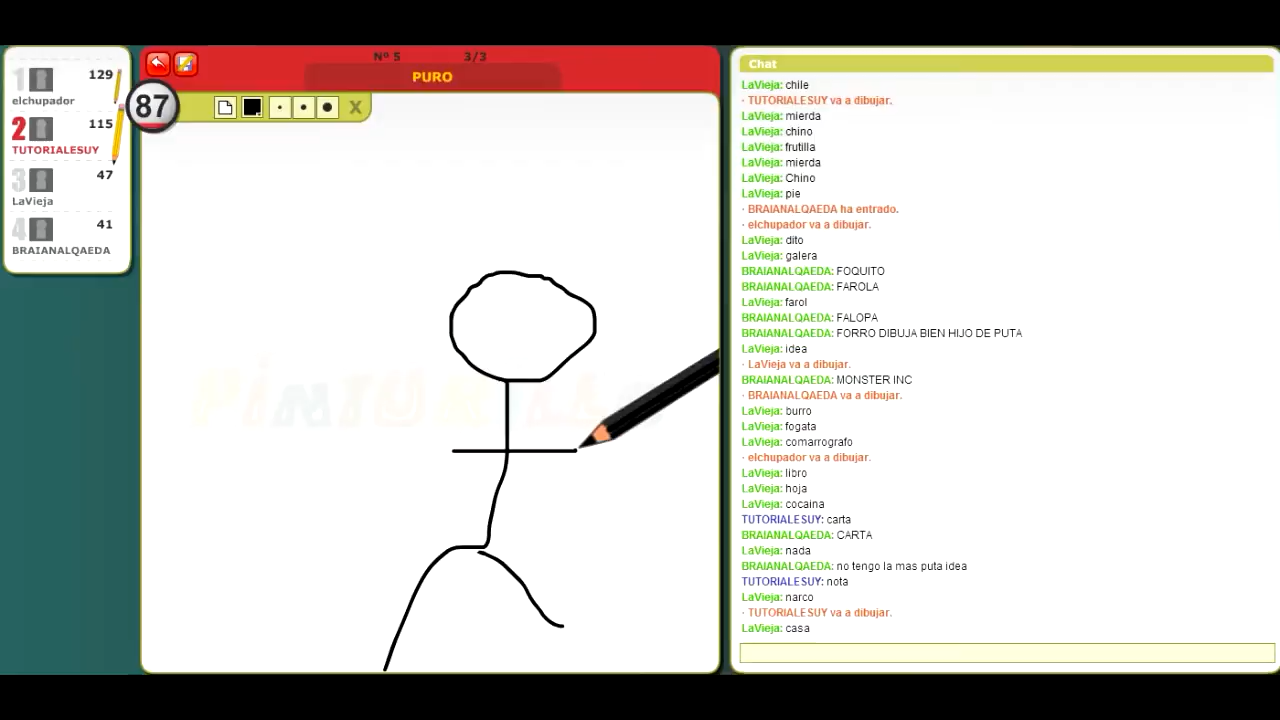 Nº 5 3/3
PURO
87
1 129
elchupador
2 115
TUTORIALESUY
3 47
LaVieja
4 41
BRAIANALQAEDA
X
Chat
LaVieja: chile
· TUTORIALESUY va a dibujar.
LaVieja: mierda
LaVieja: chino
LaVieja: frutilla
LaVieja: mierda
LaVieja: Chino
LaVieja: pie
· BRAIANALQAEDA ha entrado.
· elchupador va a dibujar.
LaVieja: dito
LaVieja: galera
BRAIANALQAEDA: FOQUITO
BRAIANALQAEDA: FAROLA
LaVieja: farol
BRAIANALQAEDA: FALOPA
BRAIANALQAEDA: FORRO DIBUJA BIEN HIJO DE PUTA
LaVieja: idea
· LaVieja va a dibujar.
BRAIANALQAEDA: MONSTER INC
· BRAIANALQAEDA va a dibujar.
LaVieja: burro
LaVieja: fogata
LaVieja: comarrografo
· elchupador va a dibujar.
LaVieja: libro
LaVieja: hoja
LaVieja: cocaina
TUTORIALESUY: carta
BRAIANALQAEDA: CARTA
LaVieja: nada
BRAIANALQAEDA: no tengo la mas puta idea
TUTORIALESUY: nota
LaVieja: narco
· TUTORIALESUY va a dibujar.
LaVieja: casa